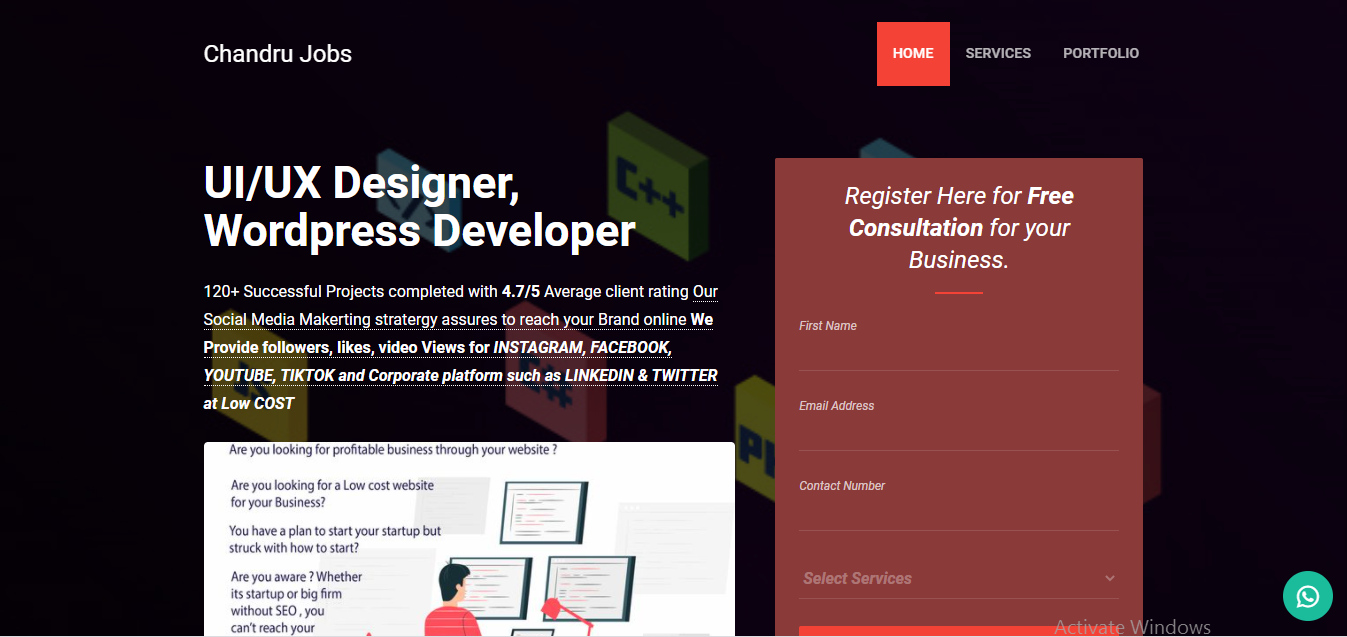 Chandru Jobs
HOME
SERVICES
PORTFOLIO
UI/UX Designer,
Wordpress Developer
120+ Successful Projects completed with 4.7/5 Average client rating Our
Social Media Makerting stratergy assures to reach your Brand online We
Provide followers, likes, video Views for INSTAGRAM, FACEBOOK,
YOUTUBE, TIKTOK and Corporate platform such as LINKEDIN & TWITTER
at Low COST
Are you looking for profitable business through your website ?
Are you looking for a Low cost website
for your Business?
You have a plan to start your startup but
struck with how to start?
Are you aware ? Whether
its startup or big firm
without SEO , you
can't reach your
C++
Register Here for Free
Consultation for your
Business.
First Name
Email Address
Contact Number
Select Services
Activate Windows